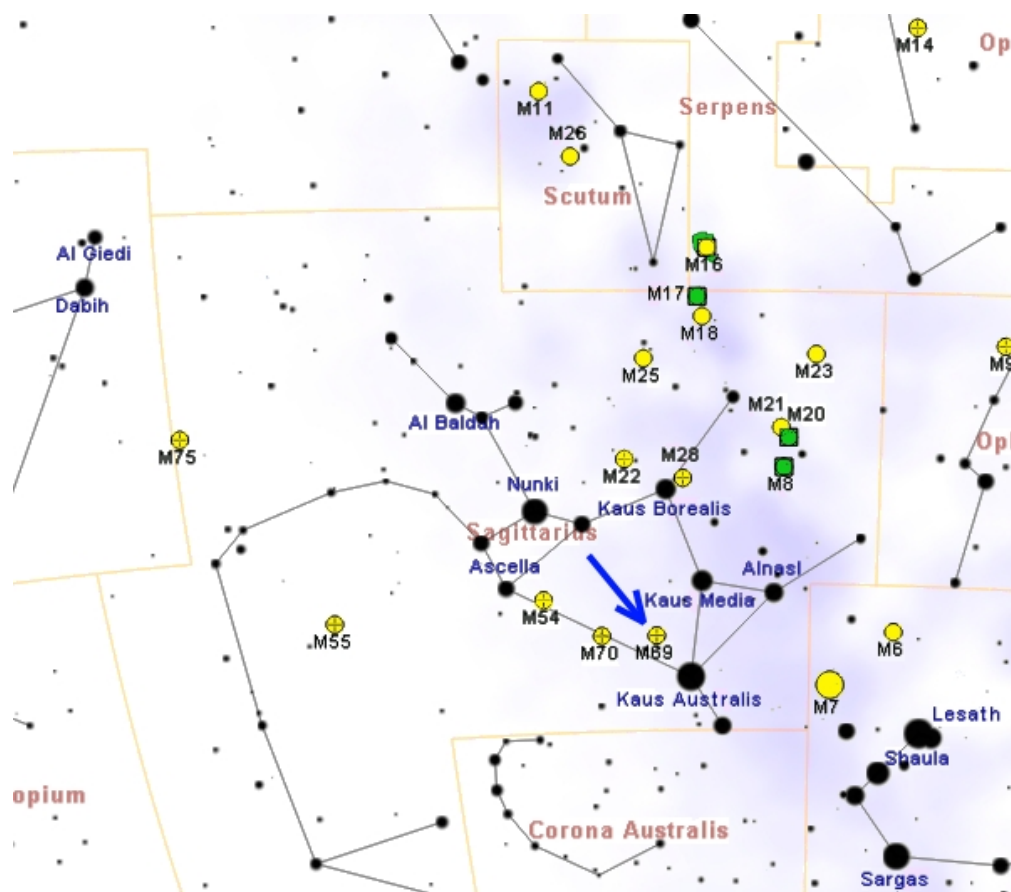 M14
Op
M11
Serpens
M26
Scutum
Al Giedi
M16
Dabih
M17
M18
M9
M25
M23
M21
M20
Al Baldah
Oph
M75
M22
M28
M8
Nunki
Kaus Borealis
Sagittarius
Ascella
Alnasl
Kaus Media
M54
M55
M70
M69
M6
Kaus Australis
M7
Lesath
Shaula
opium
Corona Australis
Sargas